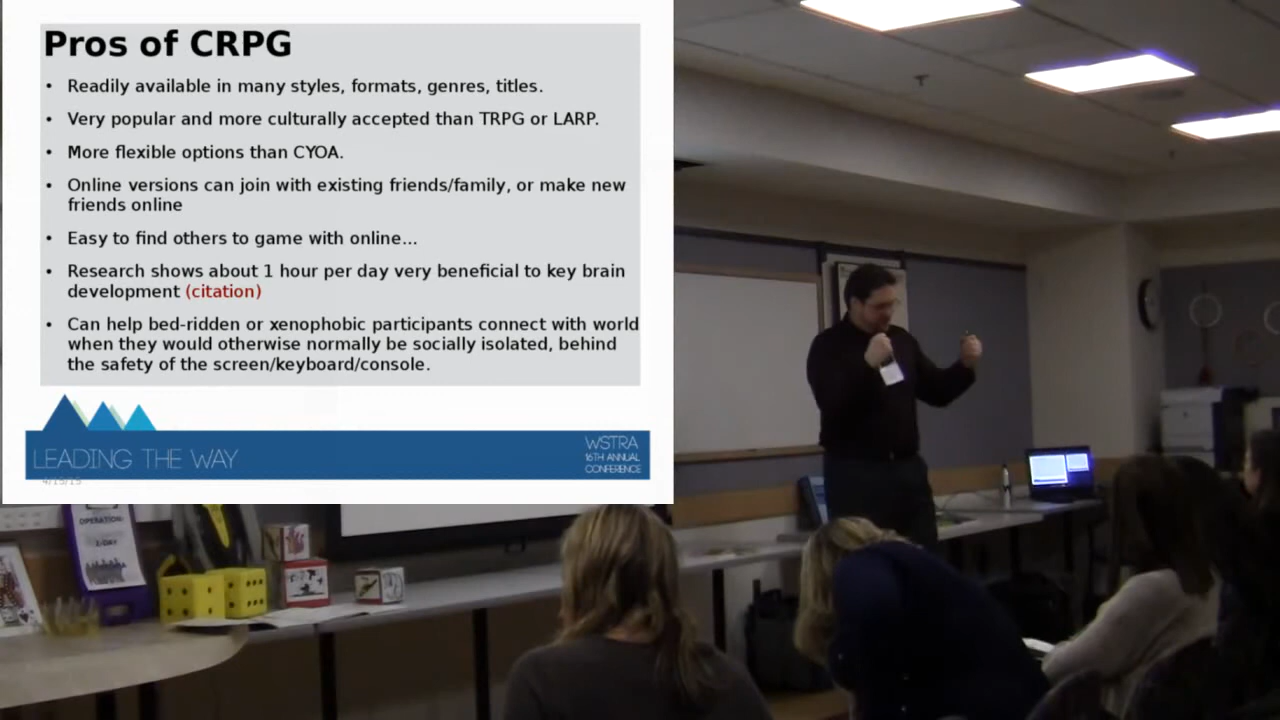 Pros of CRPG
• Readily available in many styles, formats, genres, titles.
• Very popular and more culturally accepted than TRPG or LARP.
• More flexible options than CYOA.
• Online versions can join with existing friends/family, or make new
friends online
• Easy to find others to game with online...
• Research shows about 1 hour per day very beneficial to key brain
development (citation)
• Can help bed-ridden or xenophobic participants connect with world
when they would otherwise normally be socially isolated, behind
the safety of the screen/keyboard/console.
LEADING THE WAY
WSTRA
16TH ANNUAL
CONFERENCE
4/15/15
OPERATION: